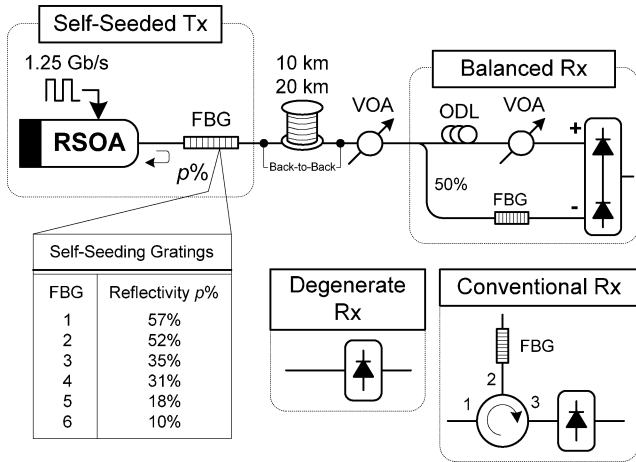 Self-Seeded Tx
1.25 Gb/s
RSOA
FBG
p%
10 km
20 km
Back-to-Back
VOA
Balanced Rx
ODL
VOA
+
50%
FBG
-
Self-Seeding Gratings
FBG Reflectivity p%
1 57%
2 52%
3 35%
4 31%
5 18%
6 10%
Degenerate
Rx
Conventional Rx
FBG
2
1
3